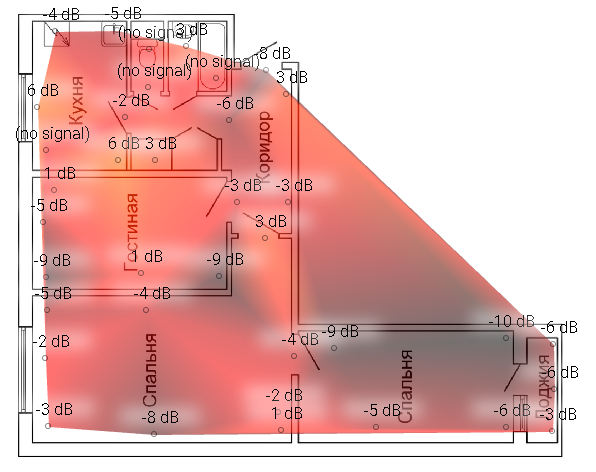 -4 dB
-5 dB
(no signal)
3 dB
8 dB
(no signal)
(no signal)
3 dB
6 dB
Кухня
-2 dB
-6 dB
(no signal)
Коридор
6 dB
3 dB
1 dB
-3 dB
-3 dB
-5 dB
Гостиная
3 dB
-9 dB
1 dB
-9 dB
-5 dB
-4 dB
-10 dB
-6 dB
-2 dB
-4 dB
-9 dB
Спальня
Спальня
Лоджия
6 dB
-3 dB
-8 dB
-2 dB
1 dB
-5 dB
-6 dB
-3 dB